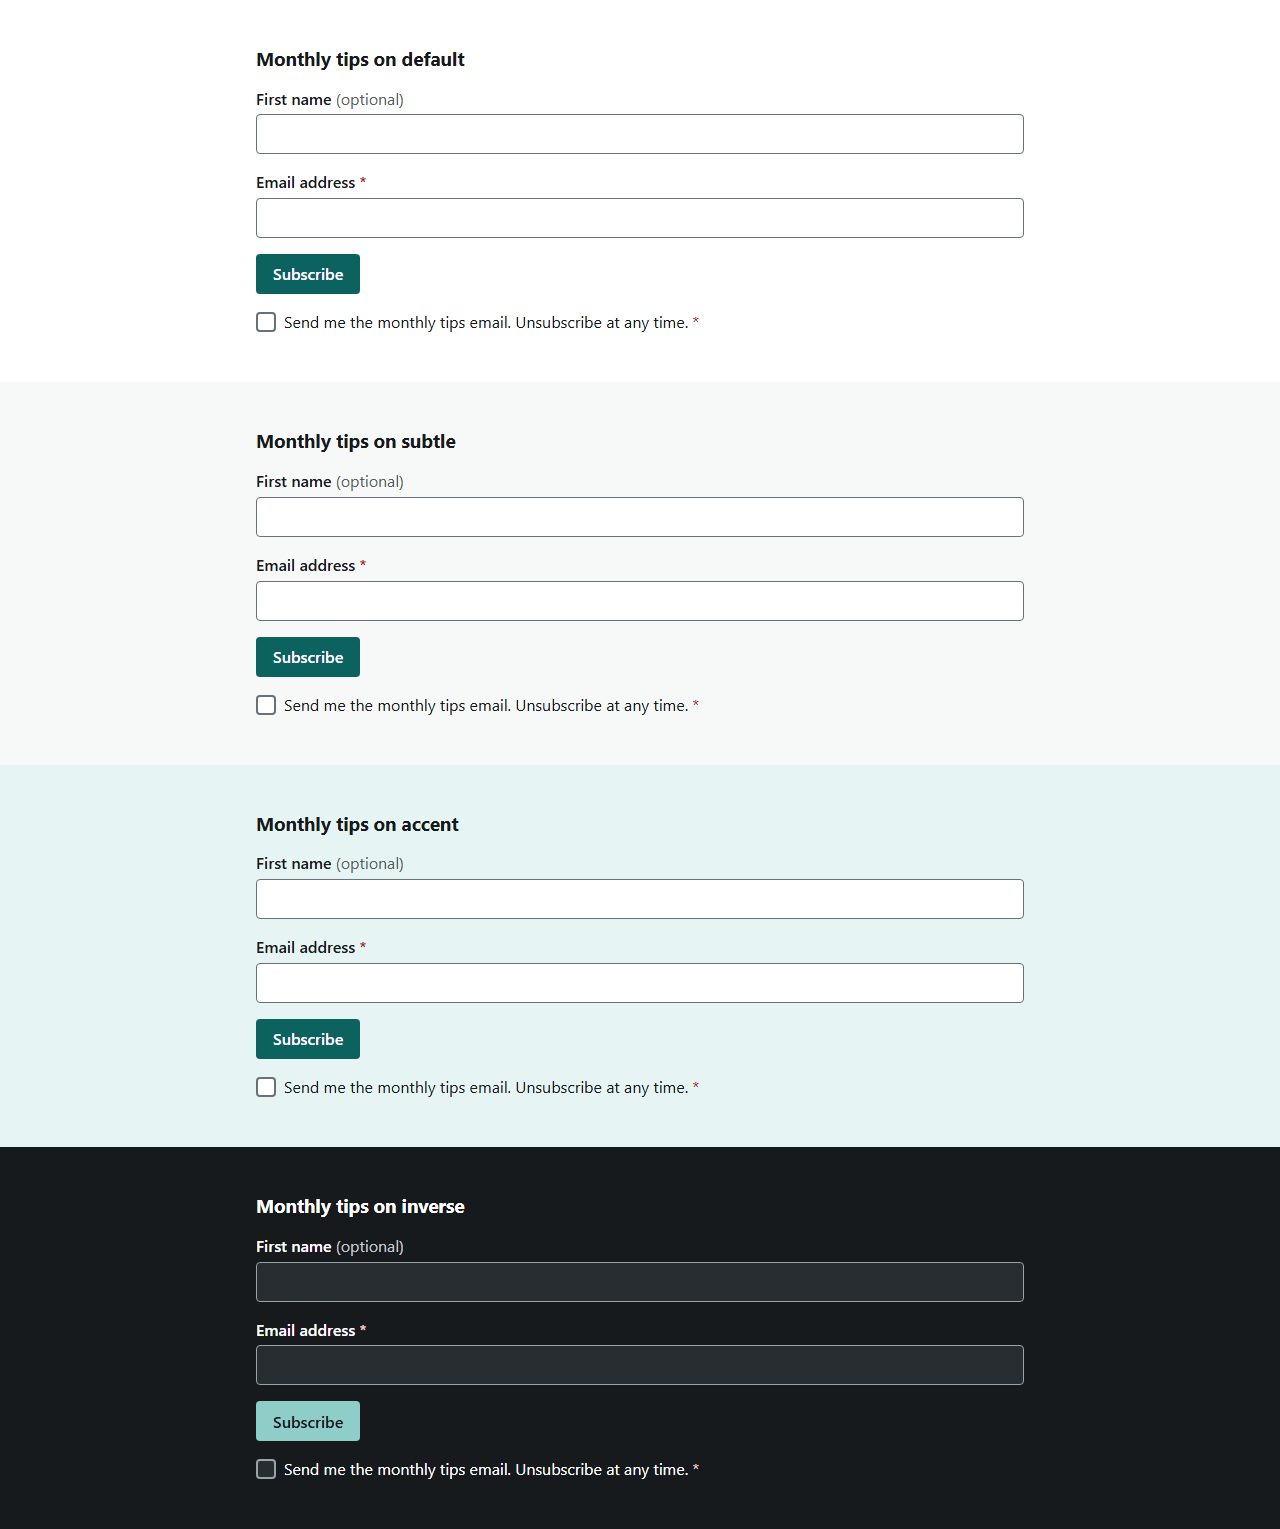 Monthly tips on default
First name (optional)
Email address *
Subscribe
Send me the monthly tips email. Unsubscribe at any time. *
Monthly tips on subtle
First name (optional)
Email address *
Subscribe
Send me the monthly tips email. Unsubscribe at any time. *
Monthly tips on accent
First name (optional)
Email address *
Subscribe
Send me the monthly tips email. Unsubscribe at any time. *
Monthly tips on inverse
First name (optional)
Email address *
Subscribe
Send me the monthly tips email. Unsubscribe at any time. *